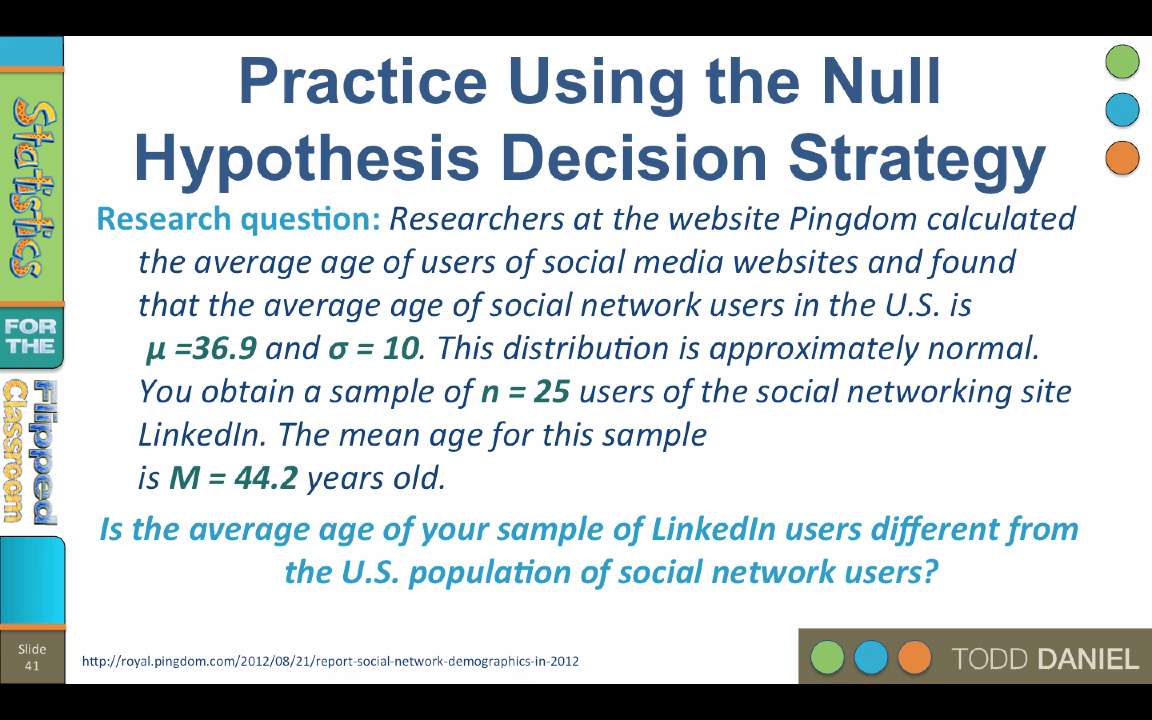 Practice Using the Null
Hypothesis Decision Strategy
Research question: Researchers at the website Pingdom calculated
the average age of users of social media websites and found
that the average age of social network users in the U.S. is
μ =36.9 and σ = 10. This distribution is approximately normal.
You obtain a sample of n = 25 users of the social networking site
LinkedIn. The mean age for this sample
is M = 44.2 years old.
Is the average age of your sample of LinkedIn users different from
the U.S. population of social network users?
Statistics
FOR
THE
Flipped
Classroom
Slide
41
http://royal.pingdom.com/2012/08/21/report-social-network-demographics-in-2012
TODD DANIEL